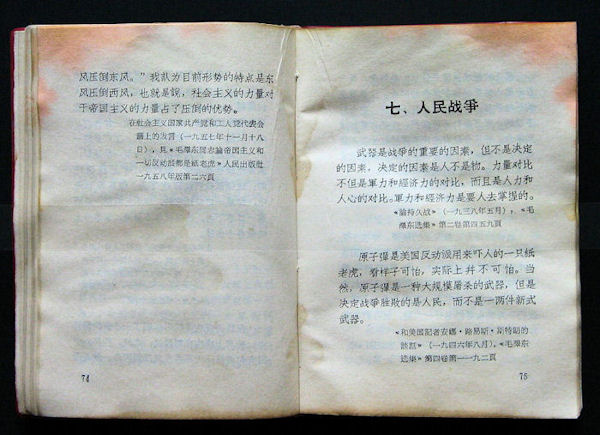 风压倒东风。”我认为目前形势的特点是东
风压倒西风，也就是說，社会主义的力量对
于帝国主义的力量占了压倒的优势。
在社会主义国家共产党和工人党代表会
議上的发言（一九五七年十一月十八
日），見《毛澤东同志論帝国主义和
一切反动派都是紙老虎》人民出版社
一九五八年版第二六頁
74
七、人民战爭
武器是战爭的重要的因素，但不是决定
的因素，决定的因素是人不是物。力量对比
不但是軍力和經济力的对比，而且是人力和
人心的对比。軍力和經济力是要人去掌握的。
《論持久战》（一九三八年五月），《毛
澤东选集》第二卷第四五九頁
原子彈是美国反动派用来吓人的一只紙
老虎，看样子可怕，实际上并不可怕。当
然，原子彈是一种大規模屠杀的武器，但是
决定战爭胜敗的是人民，而不是一两件新式
武器。
《和美国記者安娜·路易斯·斯特朗的
談話》（一九四六年八月），《毛澤东
选集》第四卷第一一九二頁
75